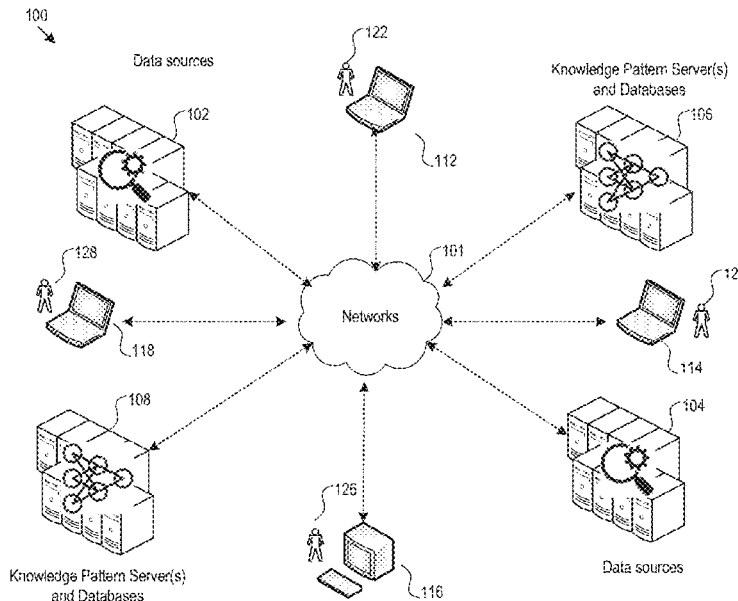 100
122
Data sources
Knowledge Pattern Server(s)
and Databases
102
106
112
101
128
12
Networks
118
114
108
104
126
116
Data sources
Knowledge Pattern Server(s)
and Databases